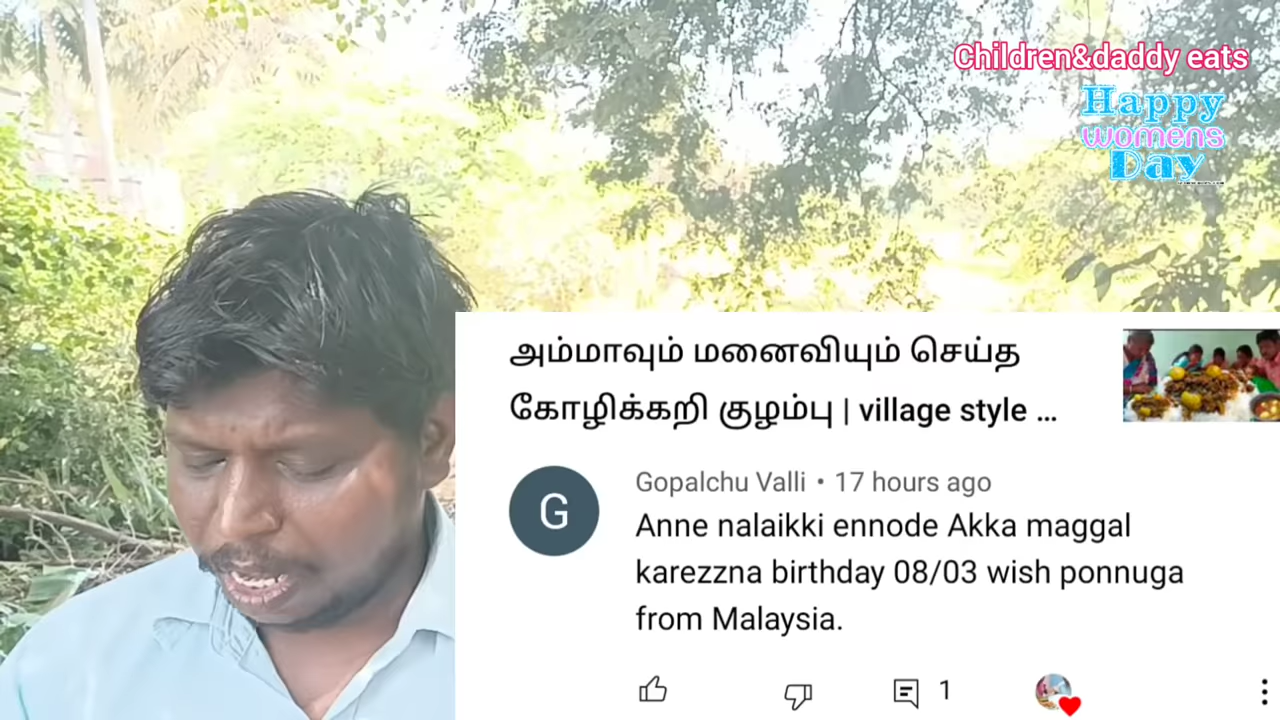 Children&daddy eats
Happy
womens
Day
அம்மாவும் மனைவியும் செய்த
கோழிக்கறி குழம்பு | village style ...
G
Gopalchu Valli • 17 hours ago
Anne nalaikki ennode Akka maggal
karezzna birthday 08/03 wish ponnuga
from Malaysia.
1